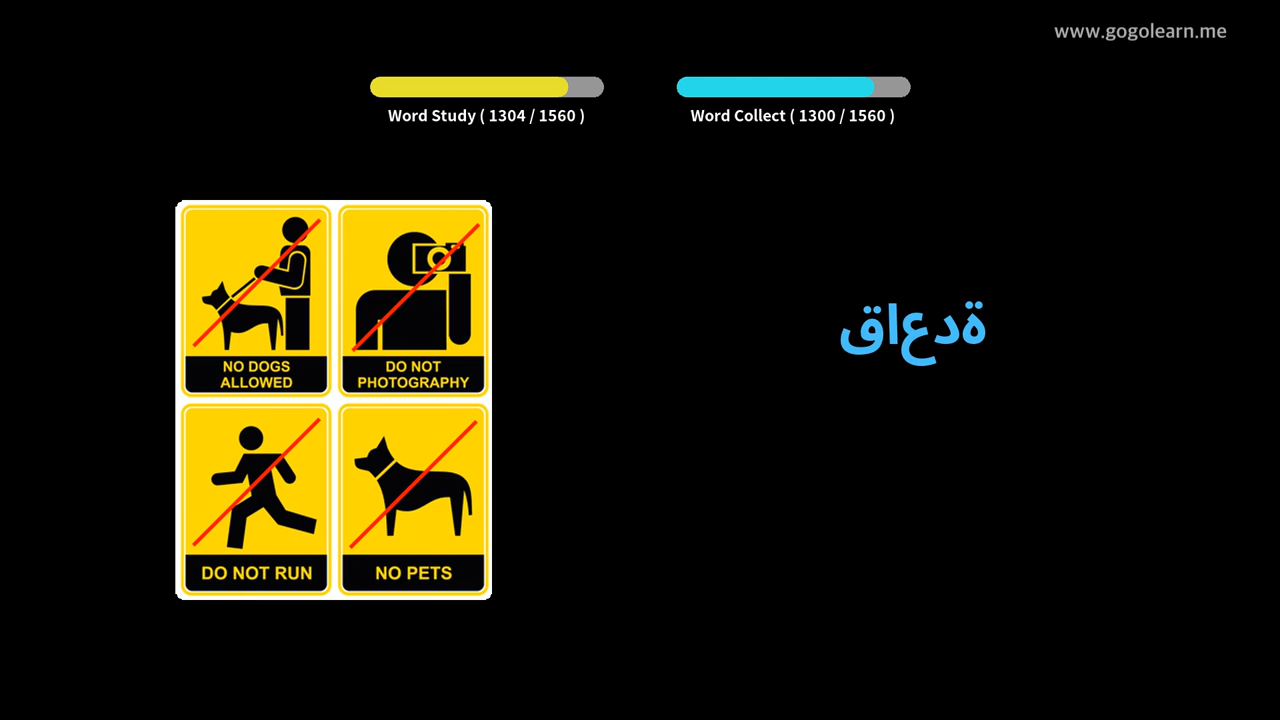 www.gogolearn.me
Word Study ( 1304 / 1560 )
Word Collect ( 1300 / 1560 )
NO DOGS
ALLOWED
DO NOT
PHOTOGRAPHY
ةدعاق
DO NOT RUN
NO PETS